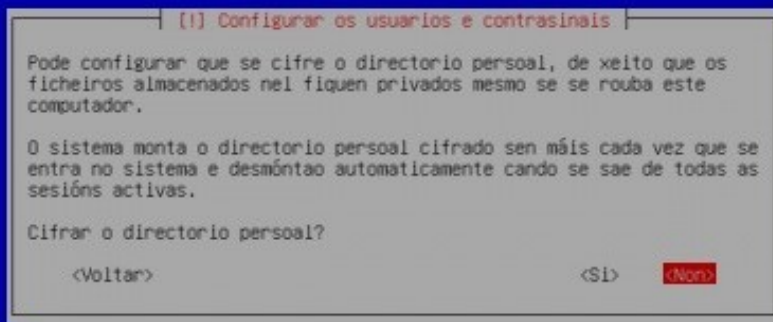 [!] Configurar os usuarios e contrasinais
Pode configurar que se cifre o directorio persoal, de xeito que os
ficheiros almacenados nel fiquen privados mesmo se se rouba este
computador.
O sistema monta o directorio persoal cifrado sen máis cada vez que se
entra no sistema e desmóntao automaticamente cando se sae de todas as
sesións activas.
Cifrar o directorio persoal?
<Voltar> <Si> <Non>